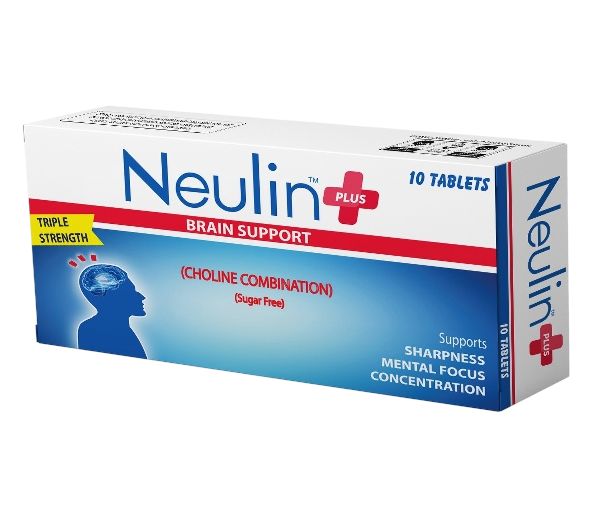 Neulin™ PLUS
10 TABLETS
BRAIN SUPPORT
TRIPLE
STRENGTH
(CHOLINE COMBINATION)
(Sugar Free)
Supports
SHARPNESS
MENTAL FOCUS
CONCENTRATION
Neulin™ PLUS
10 TABLETS